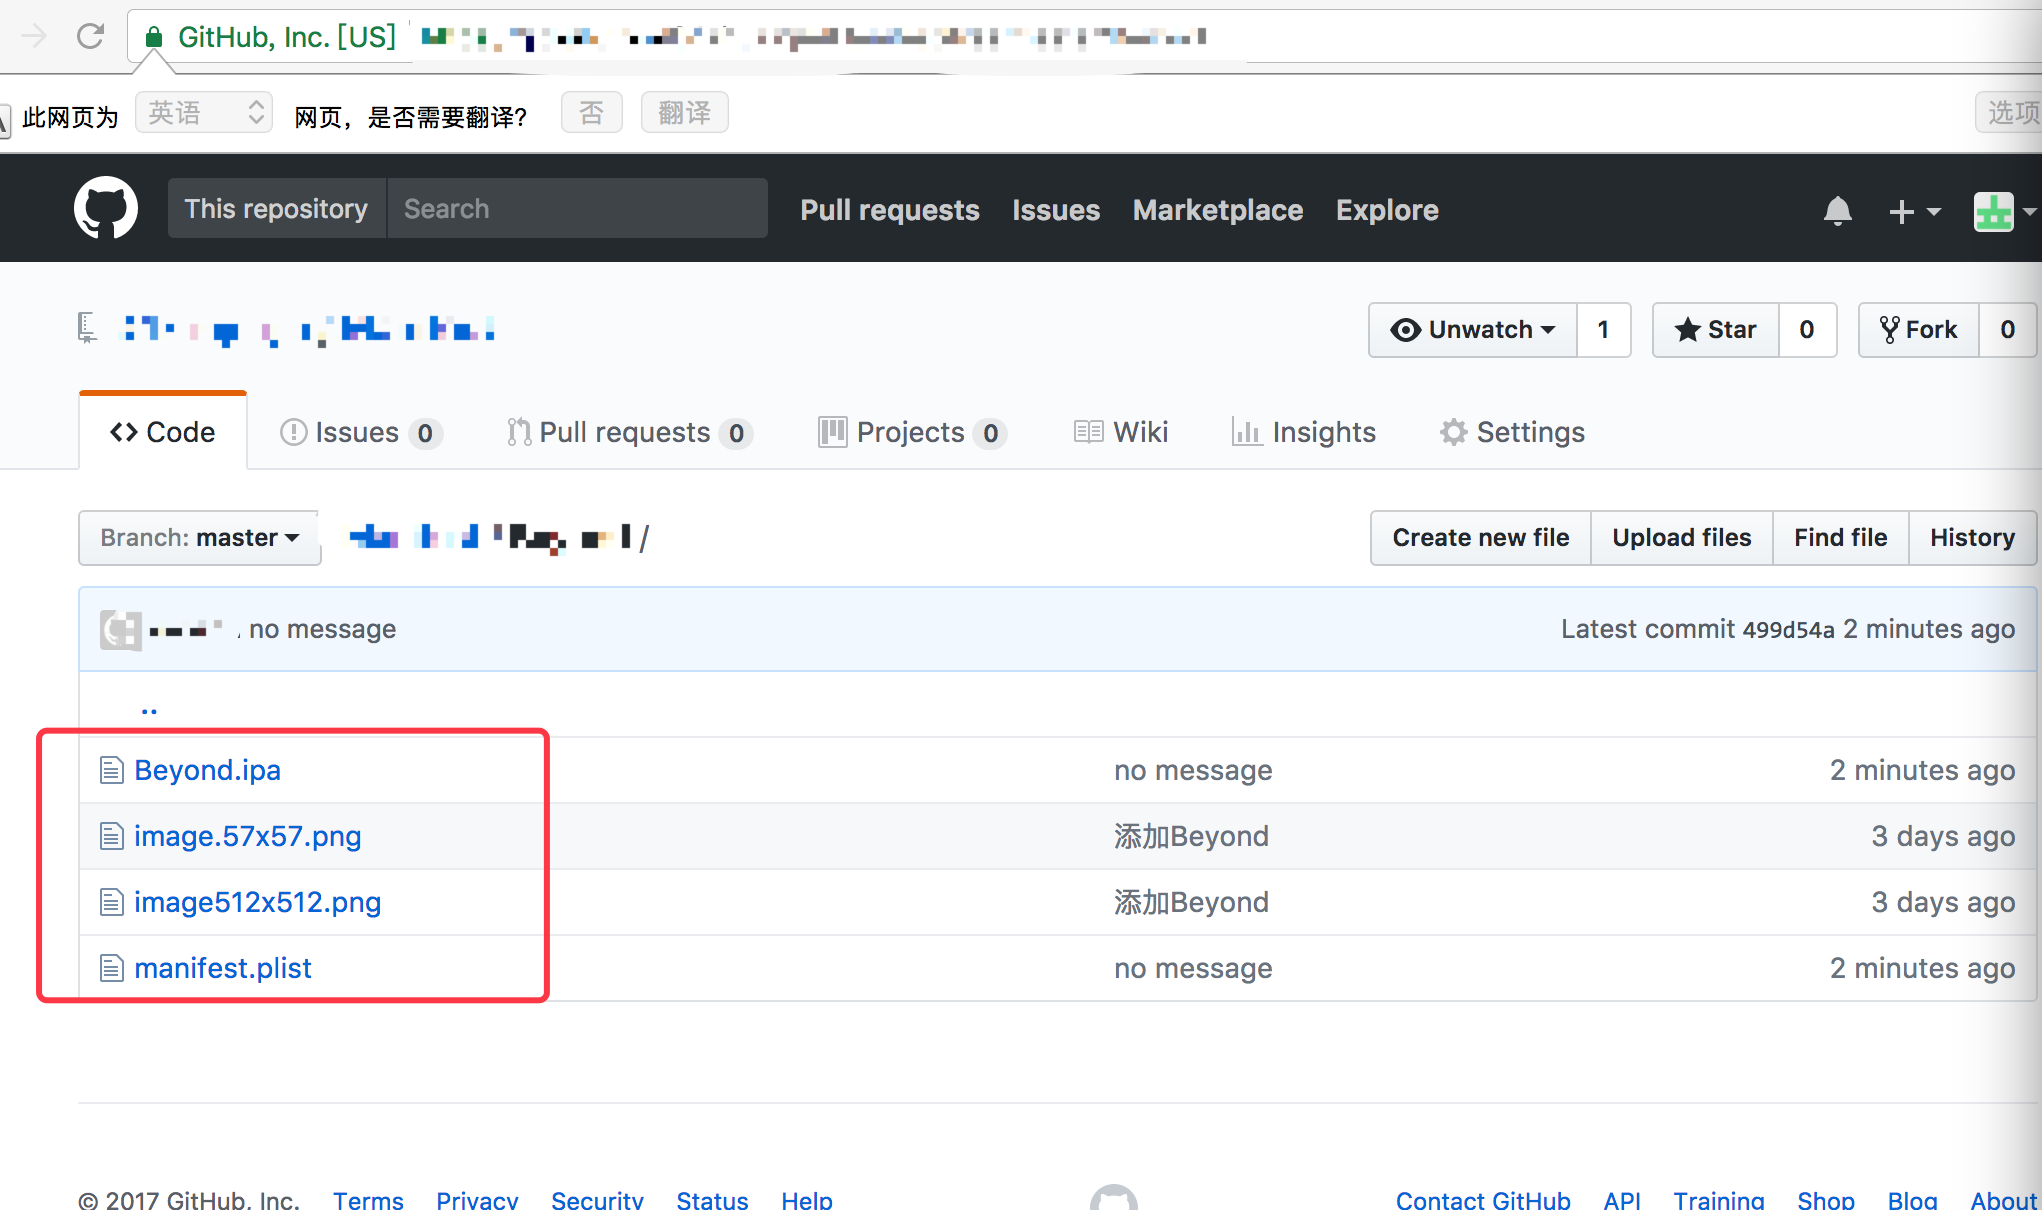 GitHub, Inc. [US]
此网页为 英语 网页，是否需要翻译? 否 翻译 选项
This repository Search Pull requests Issues Marketplace Explore
Unwatch 1 Star 0 Fork 0
Code Issues 0 Pull requests 0 Projects 0 Wiki Insights Settings
Branch: master / Create new file Upload files Find file History
no message Latest commit 499d54a 2 minutes ago
..
Beyond.ipa no message 2 minutes ago
image.57x57.png 添加Beyond 3 days ago
image512x512.png 添加Beyond 3 days ago
manifest.plist no message 2 minutes ago
© 2017 GitHub, Inc. Terms Privacy Security Status Help Contact GitHub API Training Shop Blog About